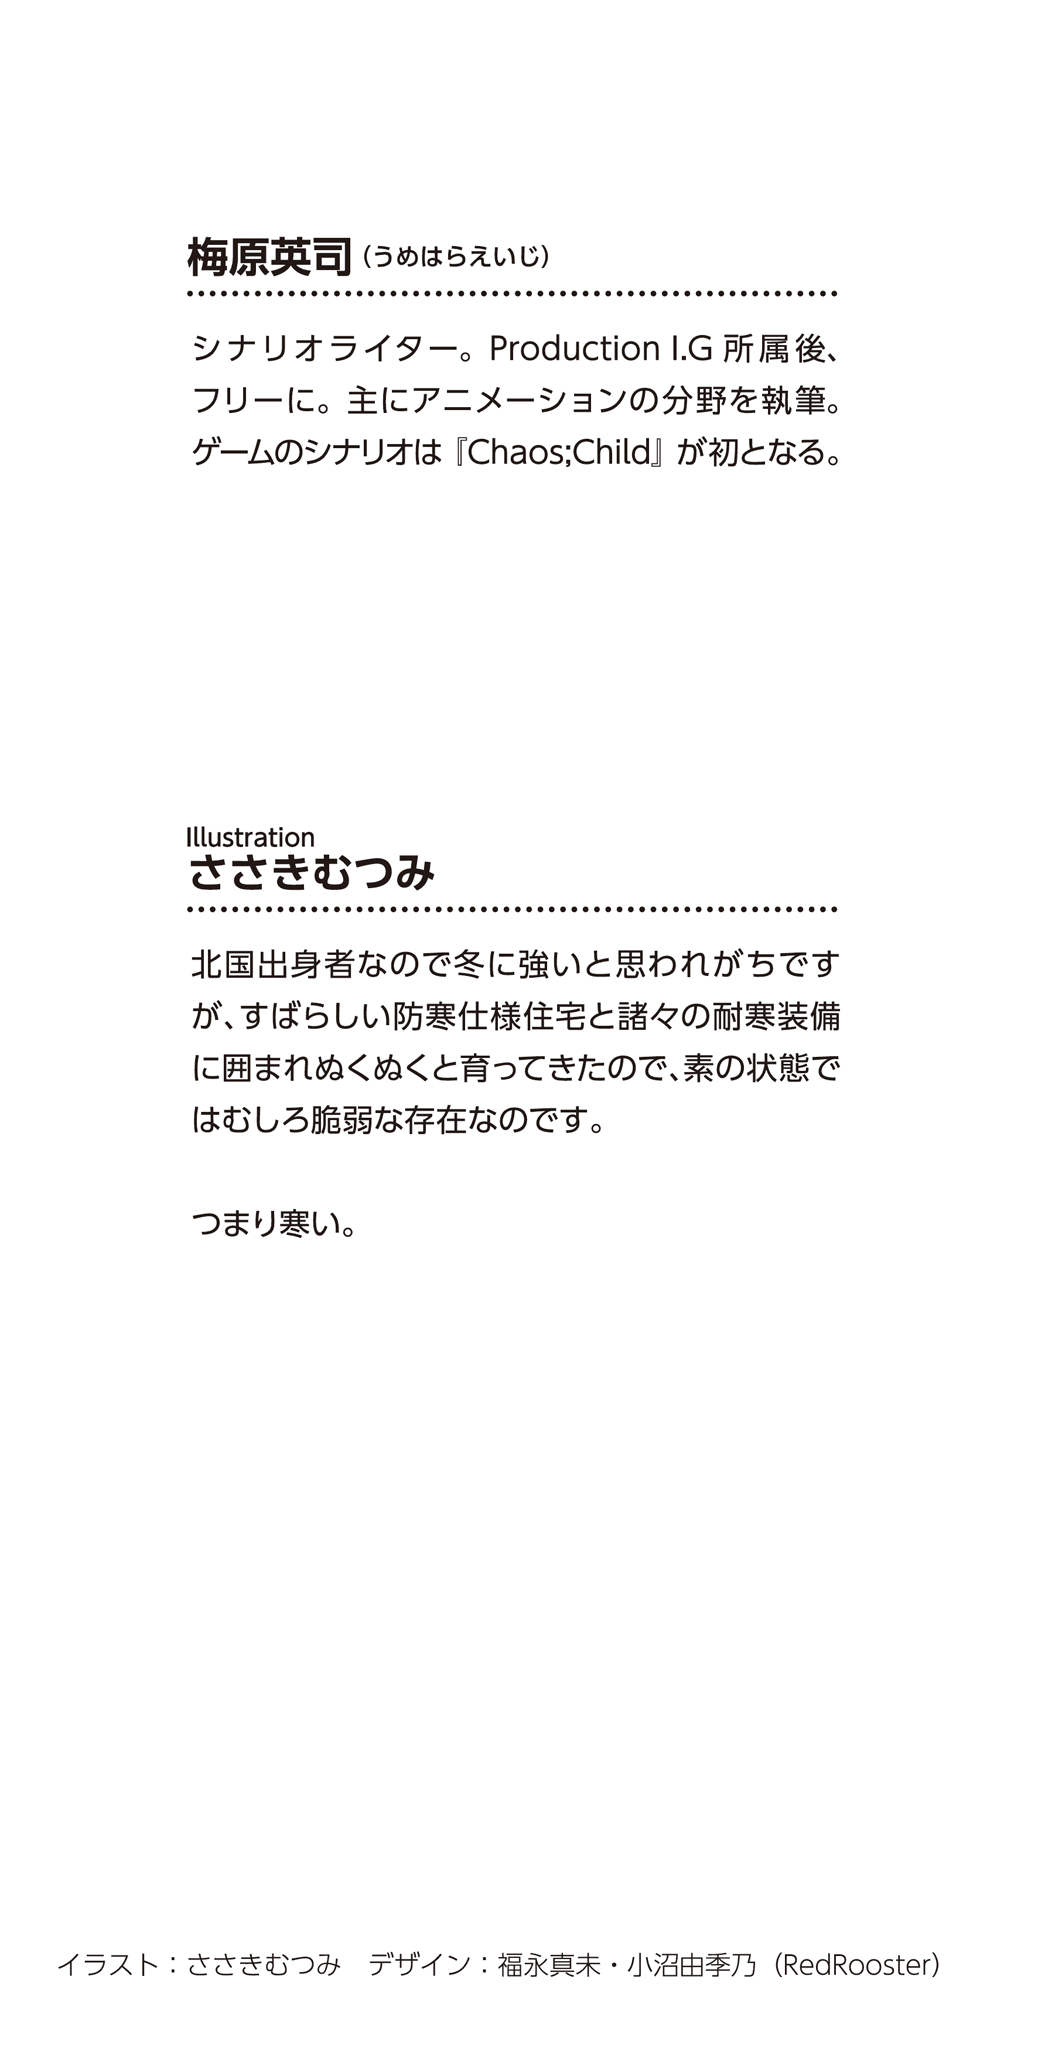 梅原英司（うめはらえいじ）
シナリオライター。Production I.G 所属後、
フリーに。主にアニメーションの分野を執筆。
ゲームのシナリオは『Chaos;Child』が初となる。
Illustration
ささきむつみ
北国出身者なので冬に強いと思われがちです
が、すばらしい防寒仕様住宅と諸々の耐寒装備
に囲まれぬくぬくと育ってきたので、素の状態で
はむしろ脆弱な存在なのです。
つまり寒い。
イラスト：ささきむつみ　デザイン：福永真未・小沼由季乃（RedRooster）